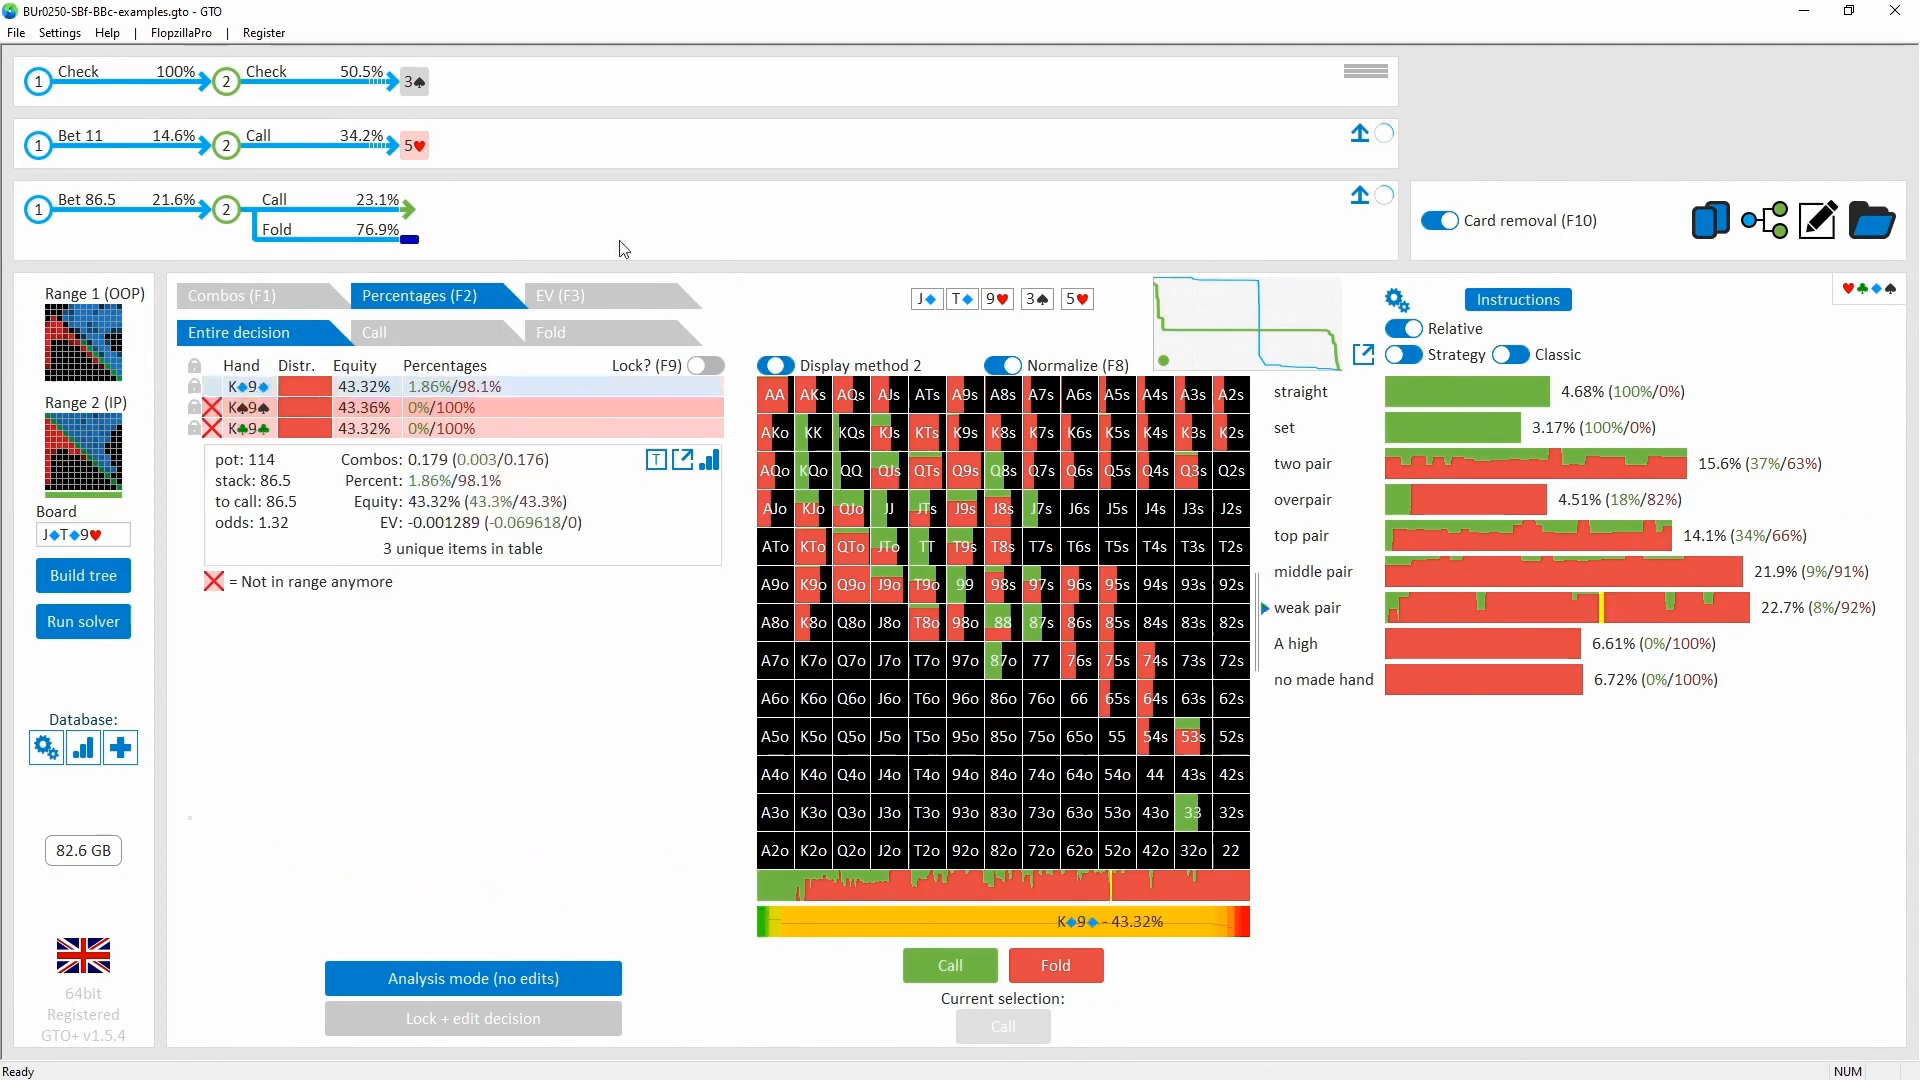 BUr0250-SBf-BBc-examples.gto - GTO
File Settings Help | FlopzillaPro | Register
1 Check 100% 2 Check 50.5% 3♠
1 Bet 11 14.6% 2 Call 34.2% 5♥
1 Bet 86.5 21.6% 2 Call 23.1%
Fold 76.9%
Card removal (F10)
Range 1 (OOP)
Range 2 (IP)
Board
J♦T♦9♥
Build tree
Run solver
Database:
82.6 GB
64bit
Registered
GTO+ v1.5.4
Combos (F1) Percentages (F2) EV (F3)
Entire decision Call Fold
Hand Distr. Equity Percentages Lock? (F9)
K♦9♦ 43.32% 1.86%/98.1%
K♠9♠ 43.36% 0%/100%
K♣9♣ 43.32% 0%/100%
pot: 114 Combos: 0.179 (0.003/0.176) T
stack: 86.5 Percent: 1.86%/98.1%
to call: 86.5 Equity: 43.32% (43.3%/43.3%)
odds: 1.32 EV: -0.001289 (-0.069618/0)
3 unique items in table
= Not in range anymore
Analysis mode (no edits)
Lock + edit decision
J♦ T♦ 9♥ 3♠ 5♥
Display method 2 Normalize (F8)
AA AKs AQs AJs ATs A9s A8s A7s A6s A5s A4s A3s A2s
AKo KK KQs KJs KTs K9s K8s K7s K6s K5s K4s K3s K2s
AQo KQo QQ QJs QTs Q9s Q8s Q7s Q6s Q5s Q4s Q3s Q2s
AJo KJo QJo JJ JTs J9s J8s J7s J6s J5s J4s J3s J2s
ATo KTo QTo JTo TT T9s T8s T7s T6s T5s T4s T3s T2s
A9o K9o Q9o J9o T9o 99 98s 97s 96s 95s 94s 93s 92s
A8o K8o Q8o J8o T8o 98o 88 87s 86s 85s 84s 83s 82s
A7o K7o Q7o J7o T7o 97o 87o 77 76s 75s 74s 73s 72s
A6o K6o Q6o J6o T6o 96o 86o 76o 66 65s 64s 63s 62s
A5o K5o Q5o J5o T5o 95o 85o 75o 65o 55 54s 53s 52s
A4o K4o Q4o J4o T4o 94o 84o 74o 64o 54o 44 43s 42s
A3o K3o Q3o J3o T3o 93o 83o 73o 63o 53o 43o 33 32s
A2o K2o Q2o J2o T2o 92o 82o 72o 62o 52o 42o 32o 22
K♦9♦ - 43.32%
Call Fold
Current selection:
Call
Instructions ♥♣♦♠
Relative
Strategy Classic
straight 4.68% (100%/0%)
set 3.17% (100%/0%)
two pair 15.6% (37%/63%)
overpair 4.51% (18%/82%)
top pair 14.1% (34%/66%)
middle pair 21.9% (9%/91%)
weak pair 22.7% (8%/92%)
A high 6.61% (0%/100%)
no made hand 6.72% (0%/100%)
Ready NUM